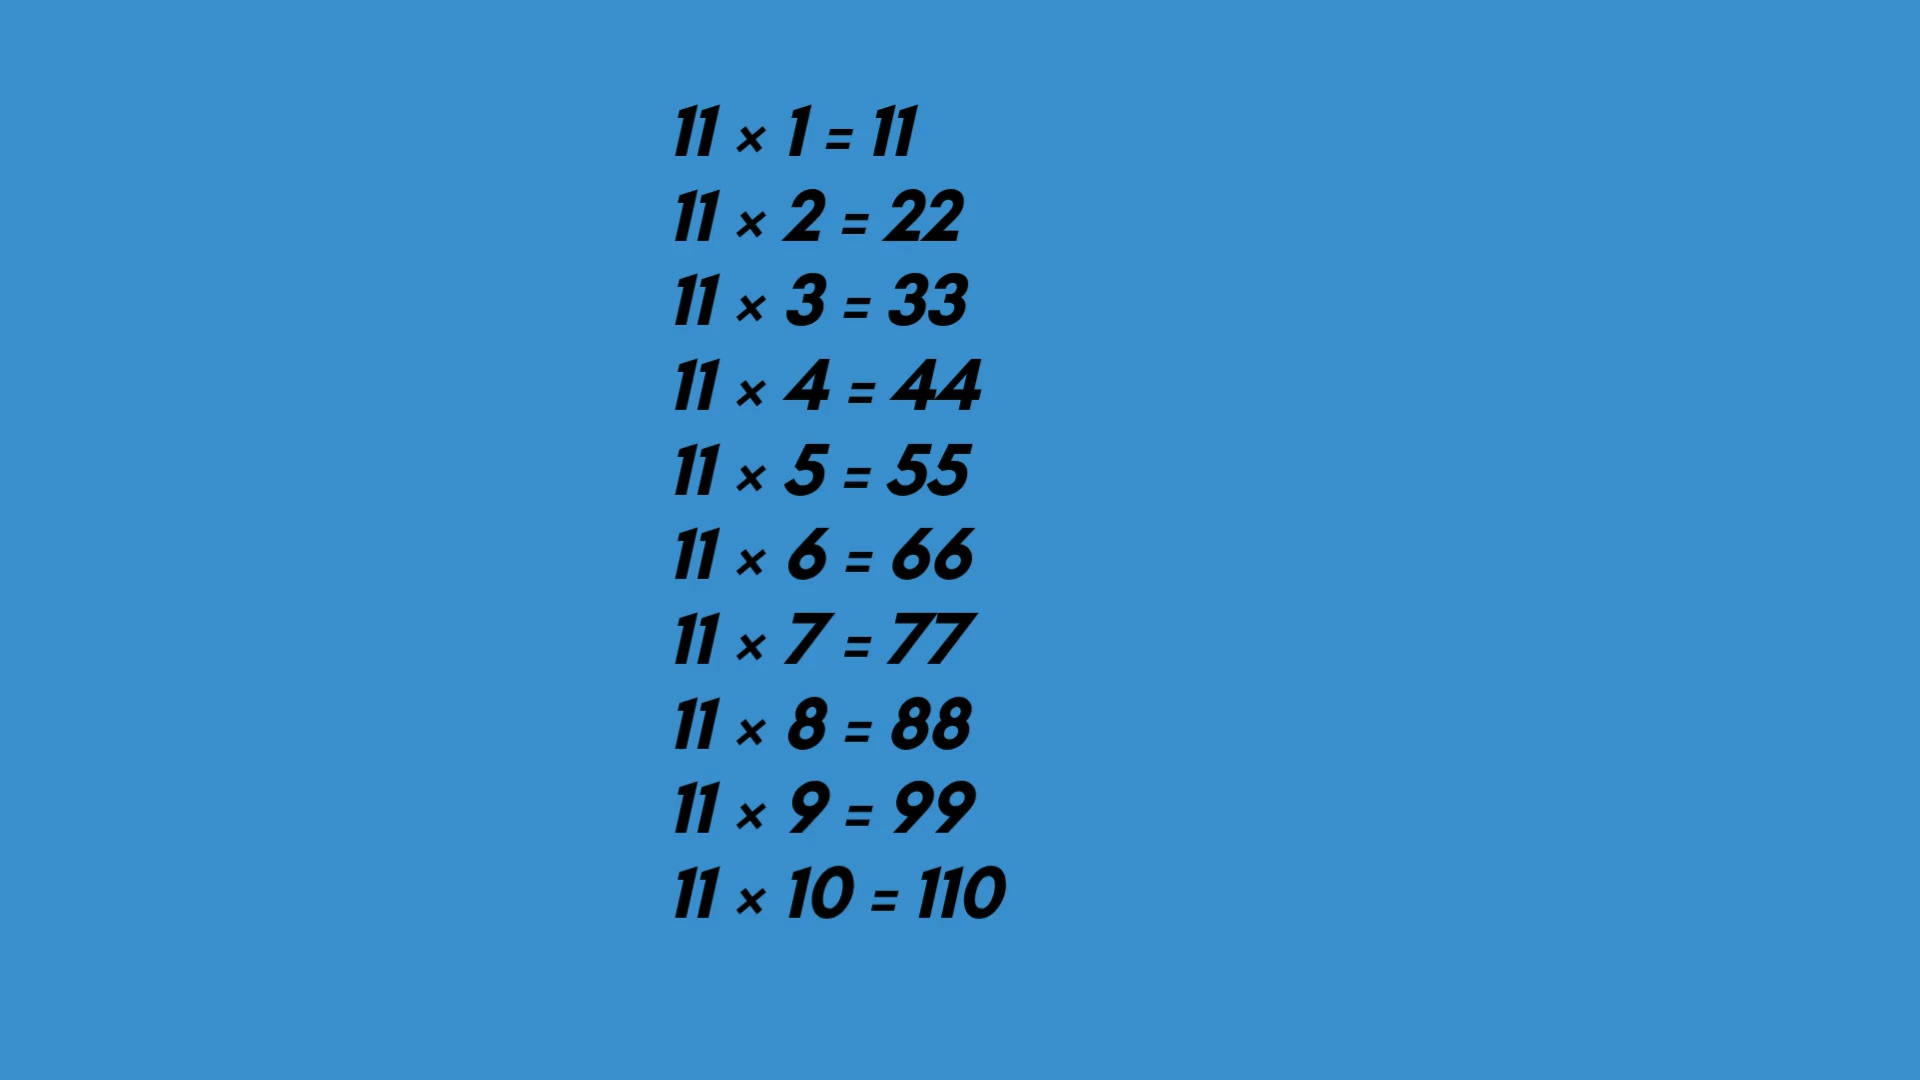 11 × 1 = 11
11 × 2 = 22
11 × 3 = 33
11 × 4 = 44
11 × 5 = 55
11 × 6 = 66
11 × 7 = 77
11 × 8 = 88
11 × 9 = 99
11 × 10 = 110